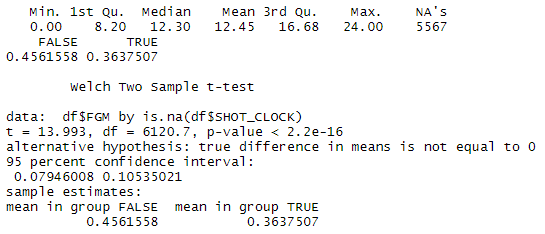 Min. 1st Qu. Median Mean 3rd Qu. Max. NA's
0.00 8.20 12.30 12.45 16.68 24.00 5567
FALSE TRUE
0.4561558 0.3637507
Welch Two Sample t-test
data: df$FGM by is.na(df$SHOT_CLOCK)
t = 13.993, df = 6120.7, p-value < 2.2e-16
alternative hypothesis: true difference in means is not equal to 0
95 percent confidence interval:
0.07946008 0.10535021
sample estimates:
mean in group FALSE mean in group TRUE
0.4561558 0.3637507